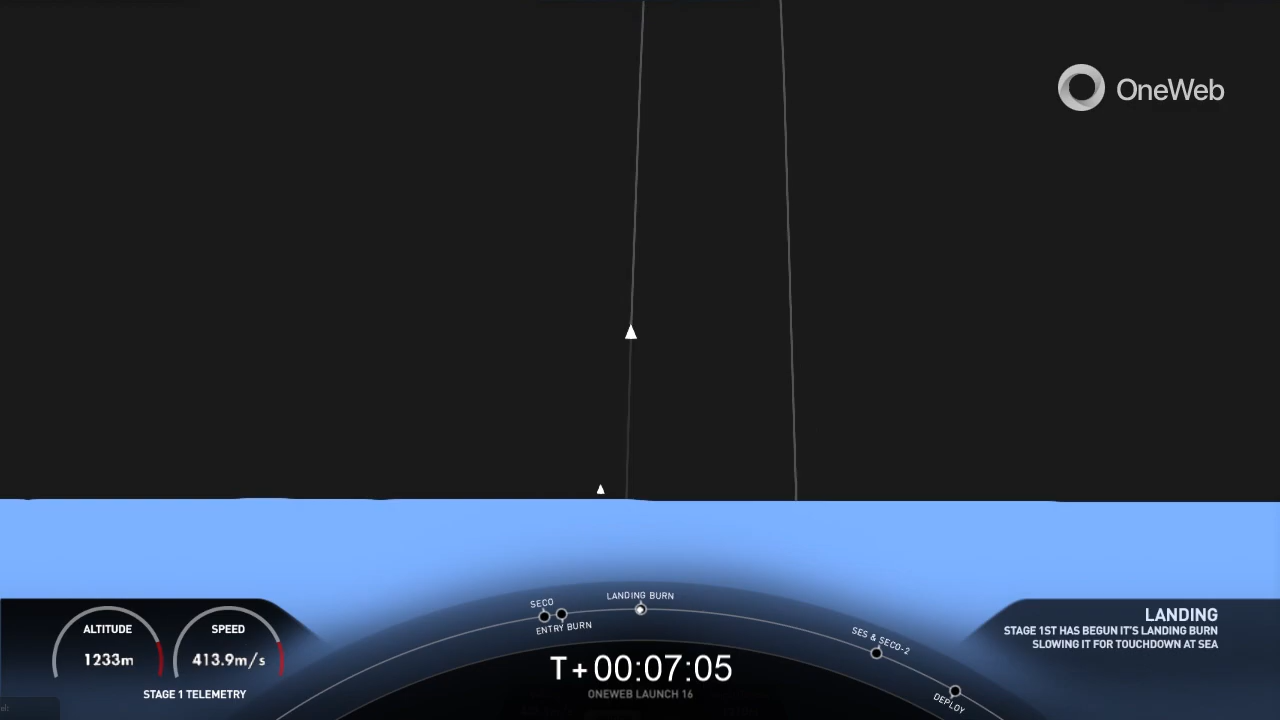 OneWeb
SECO
ENTRY BURN
LANDING BURN
SES & SECO-2
DEPLOY
ALTITUDE
1233m
SPEED
413.9m/s
STAGE 1 TELEMETRY
T+00:07:05
ONEWEB LAUNCH 16
LANDING
STAGE 1ST HAS BEGUN IT'S LANDING BURN
SLOWING IT FOR TOUCHDOWN AT SEA